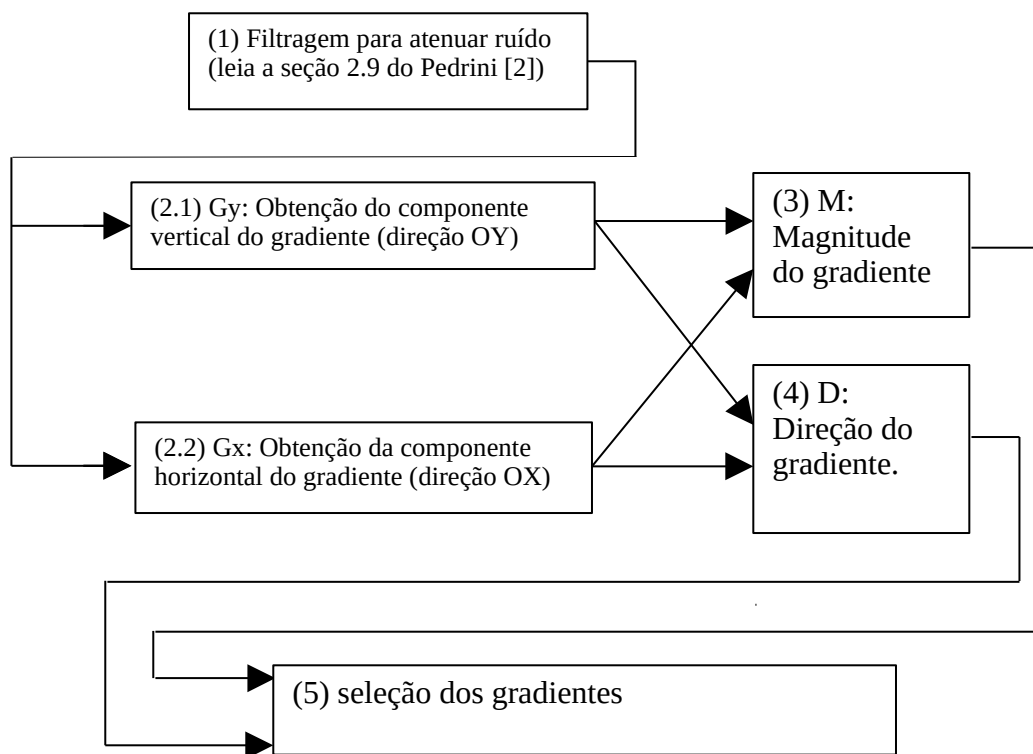 (1) Filtragem para atenuar ruído
(leia a seção 2.9 do Pedrini [2])
(2.1) Gy: Obtenção do componente
vertical do gradiente (direção OY)
(3) M:
Magnitude
do gradiente
(2.2) Gx: Obtenção da componente
horizontal do gradiente (direção OX)
(4) D:
Direção do
gradiente.
(5) seleção dos gradientes